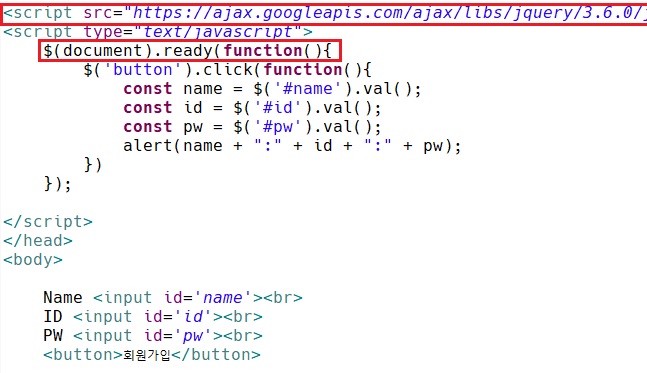 <script src="https://ajax.googleapis.com/ajax/libs/jquery/3.6.0/j
<script type="text/javascript">
    $(document).ready(function(){
        $('button').click(function(){
            const name = $('#name').val();
            const id = $('#id').val();
            const pw = $('#pw').val();
            alert(name + ":" + id + ":" + pw);
        })
    });
</script>
</head>
<body>
    Name <input id='name'><br>
    ID <input id='id'><br>
    PW <input id='pw'><br>
    <button>회원가입</button>